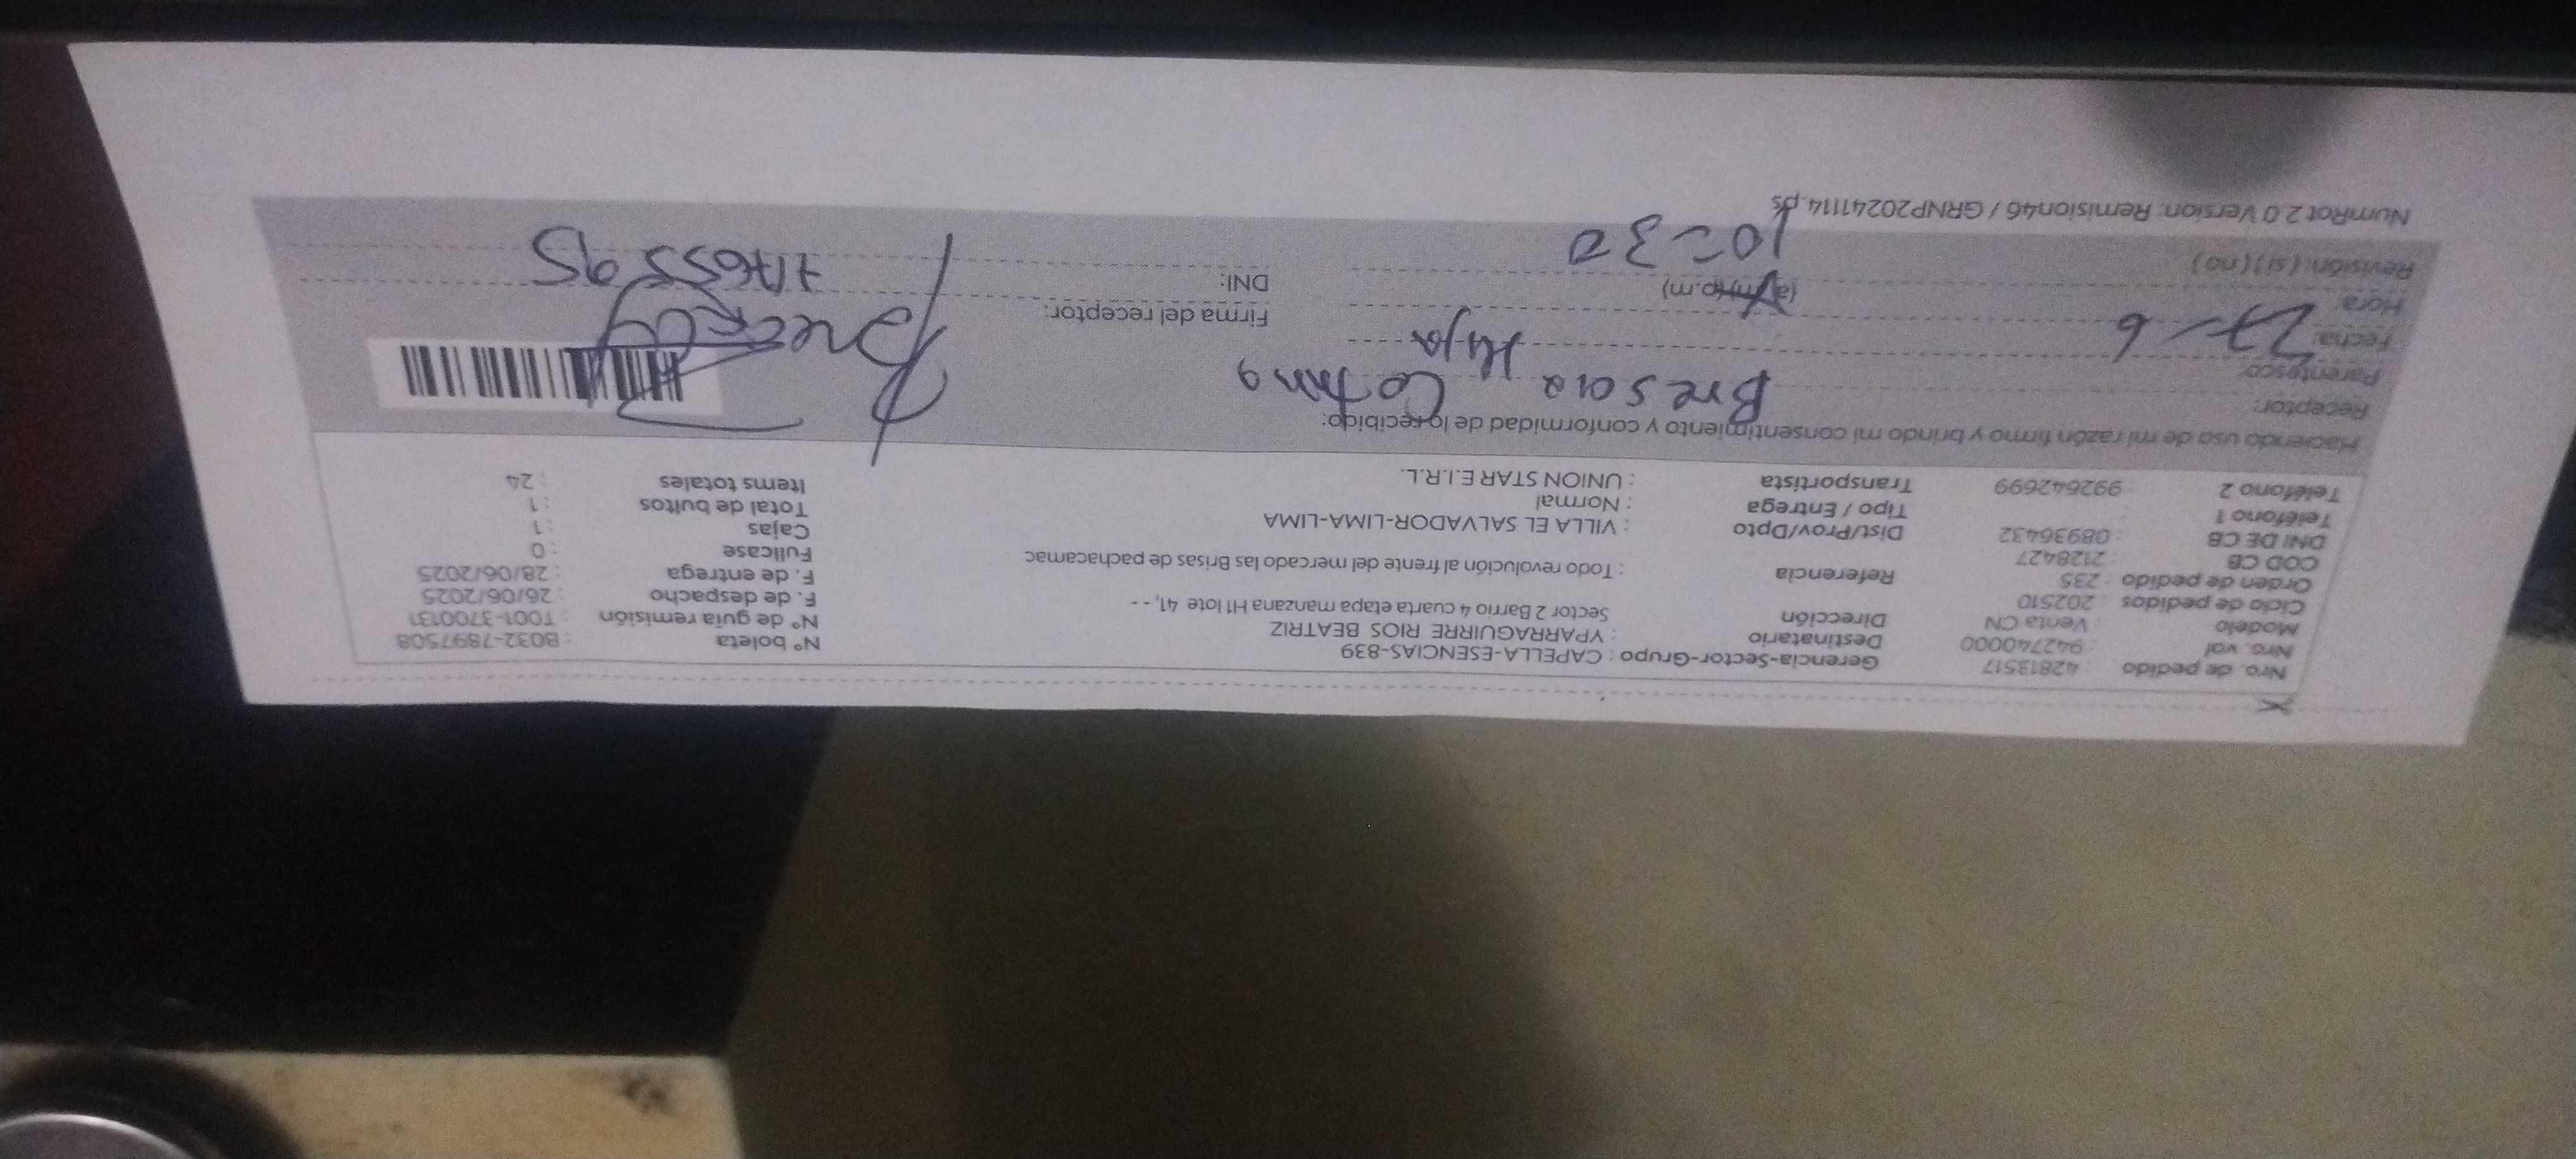 Nro. de pedido : 42813517 Gerencia-Sector-Grupo : CAPELLA-ESENCIAS-839 N° boleta : B032-7897508
Nro. val : 942740000 Destinatario : YPARRAGUIRRE RIOS BEATRIZ N° de guía remisión : T001-3700131
Modelo : Venta CN Dirección Sector 2 Barrio 4 cuarta etapa manzana H1 lote 41, - - F. de despacho : 26/06/2025
Ciclo de pedidos : 202510 F. de entrega : 28/06/2025
Orden de pedido : 235 Referencia : Todo revolución al frente del mercado las Brisas de pachacamac Fullcase : 0
COD CB : 2128427 Cajas : 1
DNI DE CB : 08936432 Dist/Prov/Dpto : VILLA EL SALVADOR-LIMA-LIMA Total de bultos : 1
Teléfono 1 : Tipo / Entrega : Normal Items totales : 24
Teléfono 2 : 992642699 Transportista : UNION STAR E.I.R.L.
Haciendo uso de mi razón firmo y brindo mi consentimiento y conformidad de lo recibido:
Receptor: Brescia
Parentesco: Hija
Fecha: 27-6 Firma del receptor:
Hora: (a.m) (p.m) DNI:
10=30
Revisión: (si) (no)
NumRot 2.0 Version: Remision46 / GRNP20241114.ps